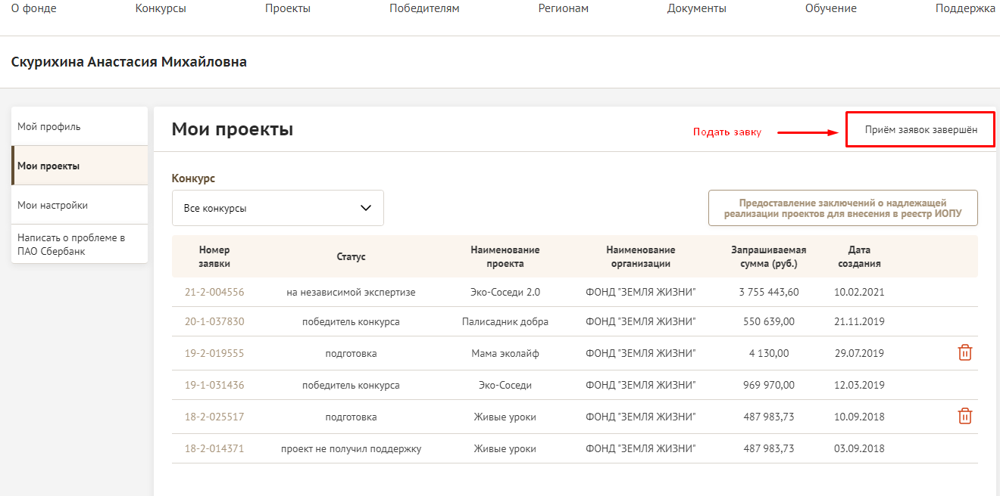 О фонде Конкурсы Проекты Победителям Регионам Документы Обучение Поддержка
Скурихина Анастасия Михайловна
Мой профиль
Мои проекты
Мои настройки
Написать о проблеме в
ПАО Сбербанк
Мои проекты
Подать завку
Приём заявок завершён
Конкурс
Все конкурсы
Предоставление заключений о надлежащей
реализации проектов для внесения в реестр ИОПУ
Номер заявки Статус Наименование проекта Наименование организации Запрашиваемая сумма (руб.) Дата создания
21-2-004556 на независимой экспертизе Эко-Соседи 2.0 ФОНД "ЗЕМЛЯ ЖИЗНИ" 3 755 443,60 10.02.2021
20-1-037830 победитель конкурса Палисадник добра ФОНД "ЗЕМЛЯ ЖИЗНИ" 550 639,00 21.11.2019
19-2-019555 подготовка Мама эколайф ФОНД "ЗЕМЛЯ ЖИЗНИ" 4 130,00 29.07.2019
19-1-031436 победитель конкурса Эко-Соседи ФОНД "ЗЕМЛЯ ЖИЗНИ" 969 970,00 12.03.2019
18-2-025517 подготовка Живые уроки ФОНД "ЗЕМЛЯ ЖИЗНИ" 487 983,73 10.09.2018
18-2-014371 проект не получил поддержку Живые уроки ФОНД "ЗЕМЛЯ ЖИЗНИ" 487 983,73 03.09.2018